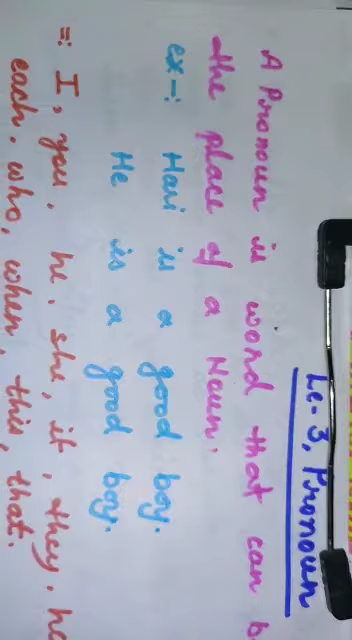 Le-3, Pronoun
A Pronoun is word that can b
the place of a Noun.
ex-: Hari is a good boy.
He is a good boy.
=: I, you, he, she, it, they,
each, who, when, this, that.